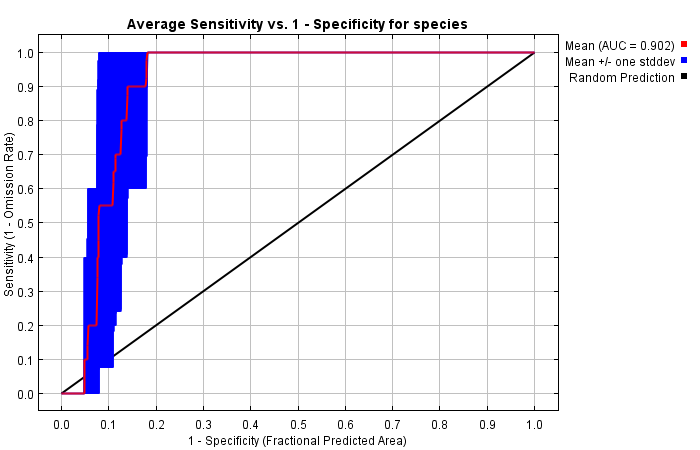 Average Sensitivity vs. 1 - Specificity for species
Mean (AUC = 0.902)
Mean +/- one stddev
Random Prediction
Sensitivity (1 - Omission Rate)
1.0
0.9
0.8
0.7
0.6
0.5
0.4
0.3
0.2
0.1
0.0
0.0 0.1 0.2 0.3 0.4 0.5 0.6 0.7 0.8 0.9 1.0
1 - Specificity (Fractional Predicted Area)